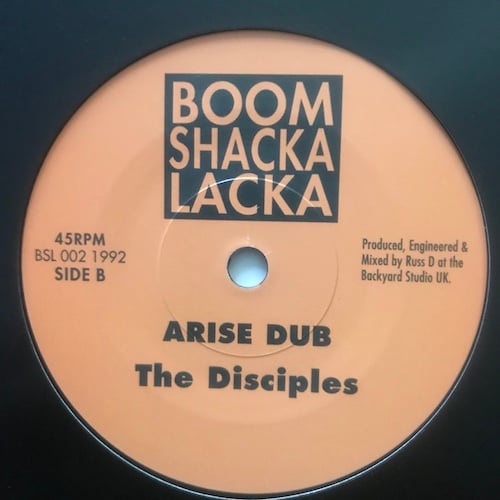 BOOM
SHACKA
LACKA
45RPM
BSL 002 1992
SIDE B
Produced, Engineered &
Mixed by Russ D at the
Backyard Studio UK.
ARISE DUB
The Disciples